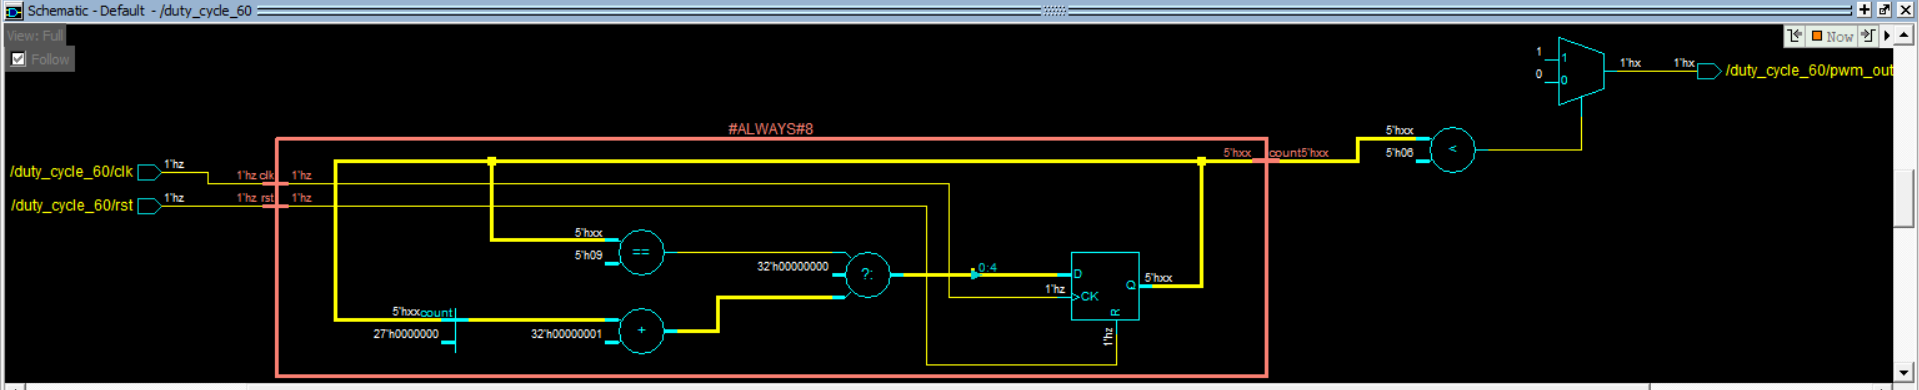 Schematic - Default - /duty_cycle_60
View: Full
Follow
Now
1
1
0
0
1'hx
1'hx
/duty_cycle_60/pwm_out
#ALWAYS#8
5'hxx
5'h06
<
5'hxx
count5'hxx
/duty_cycle_60/clk
1'hz
1'hz clk
1'hz
/duty_cycle_60/rst
1'hz
1'hz rst
1'hz
5'hxx
5'h09
==
32'h00000000
?:
0:4
D
Q
5'hxx
1'hz
CK
R
1'hz
5'hxxcount
27'h0000000
32'h00000001
+